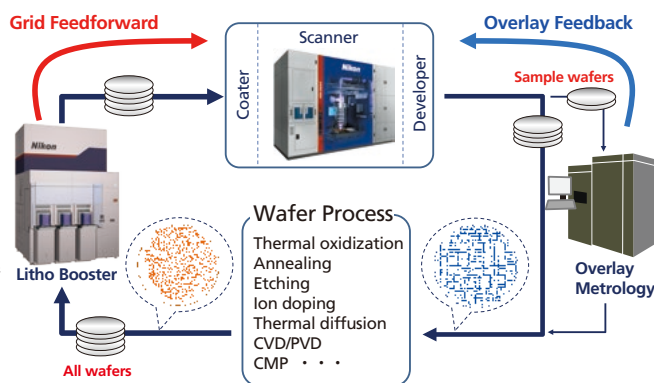 Grid Feedforward
Overlay Feedback
Scanner
Coater
Developer
Nikon
Nikon
Sample wafers
Litho Booster
Wafer Process
Thermal oxidization
Annealing
Etching
Ion doping
Thermal diffusion
CVD/PVD
CMP ・ ・ ・
Overlay
Metrology
All wafers